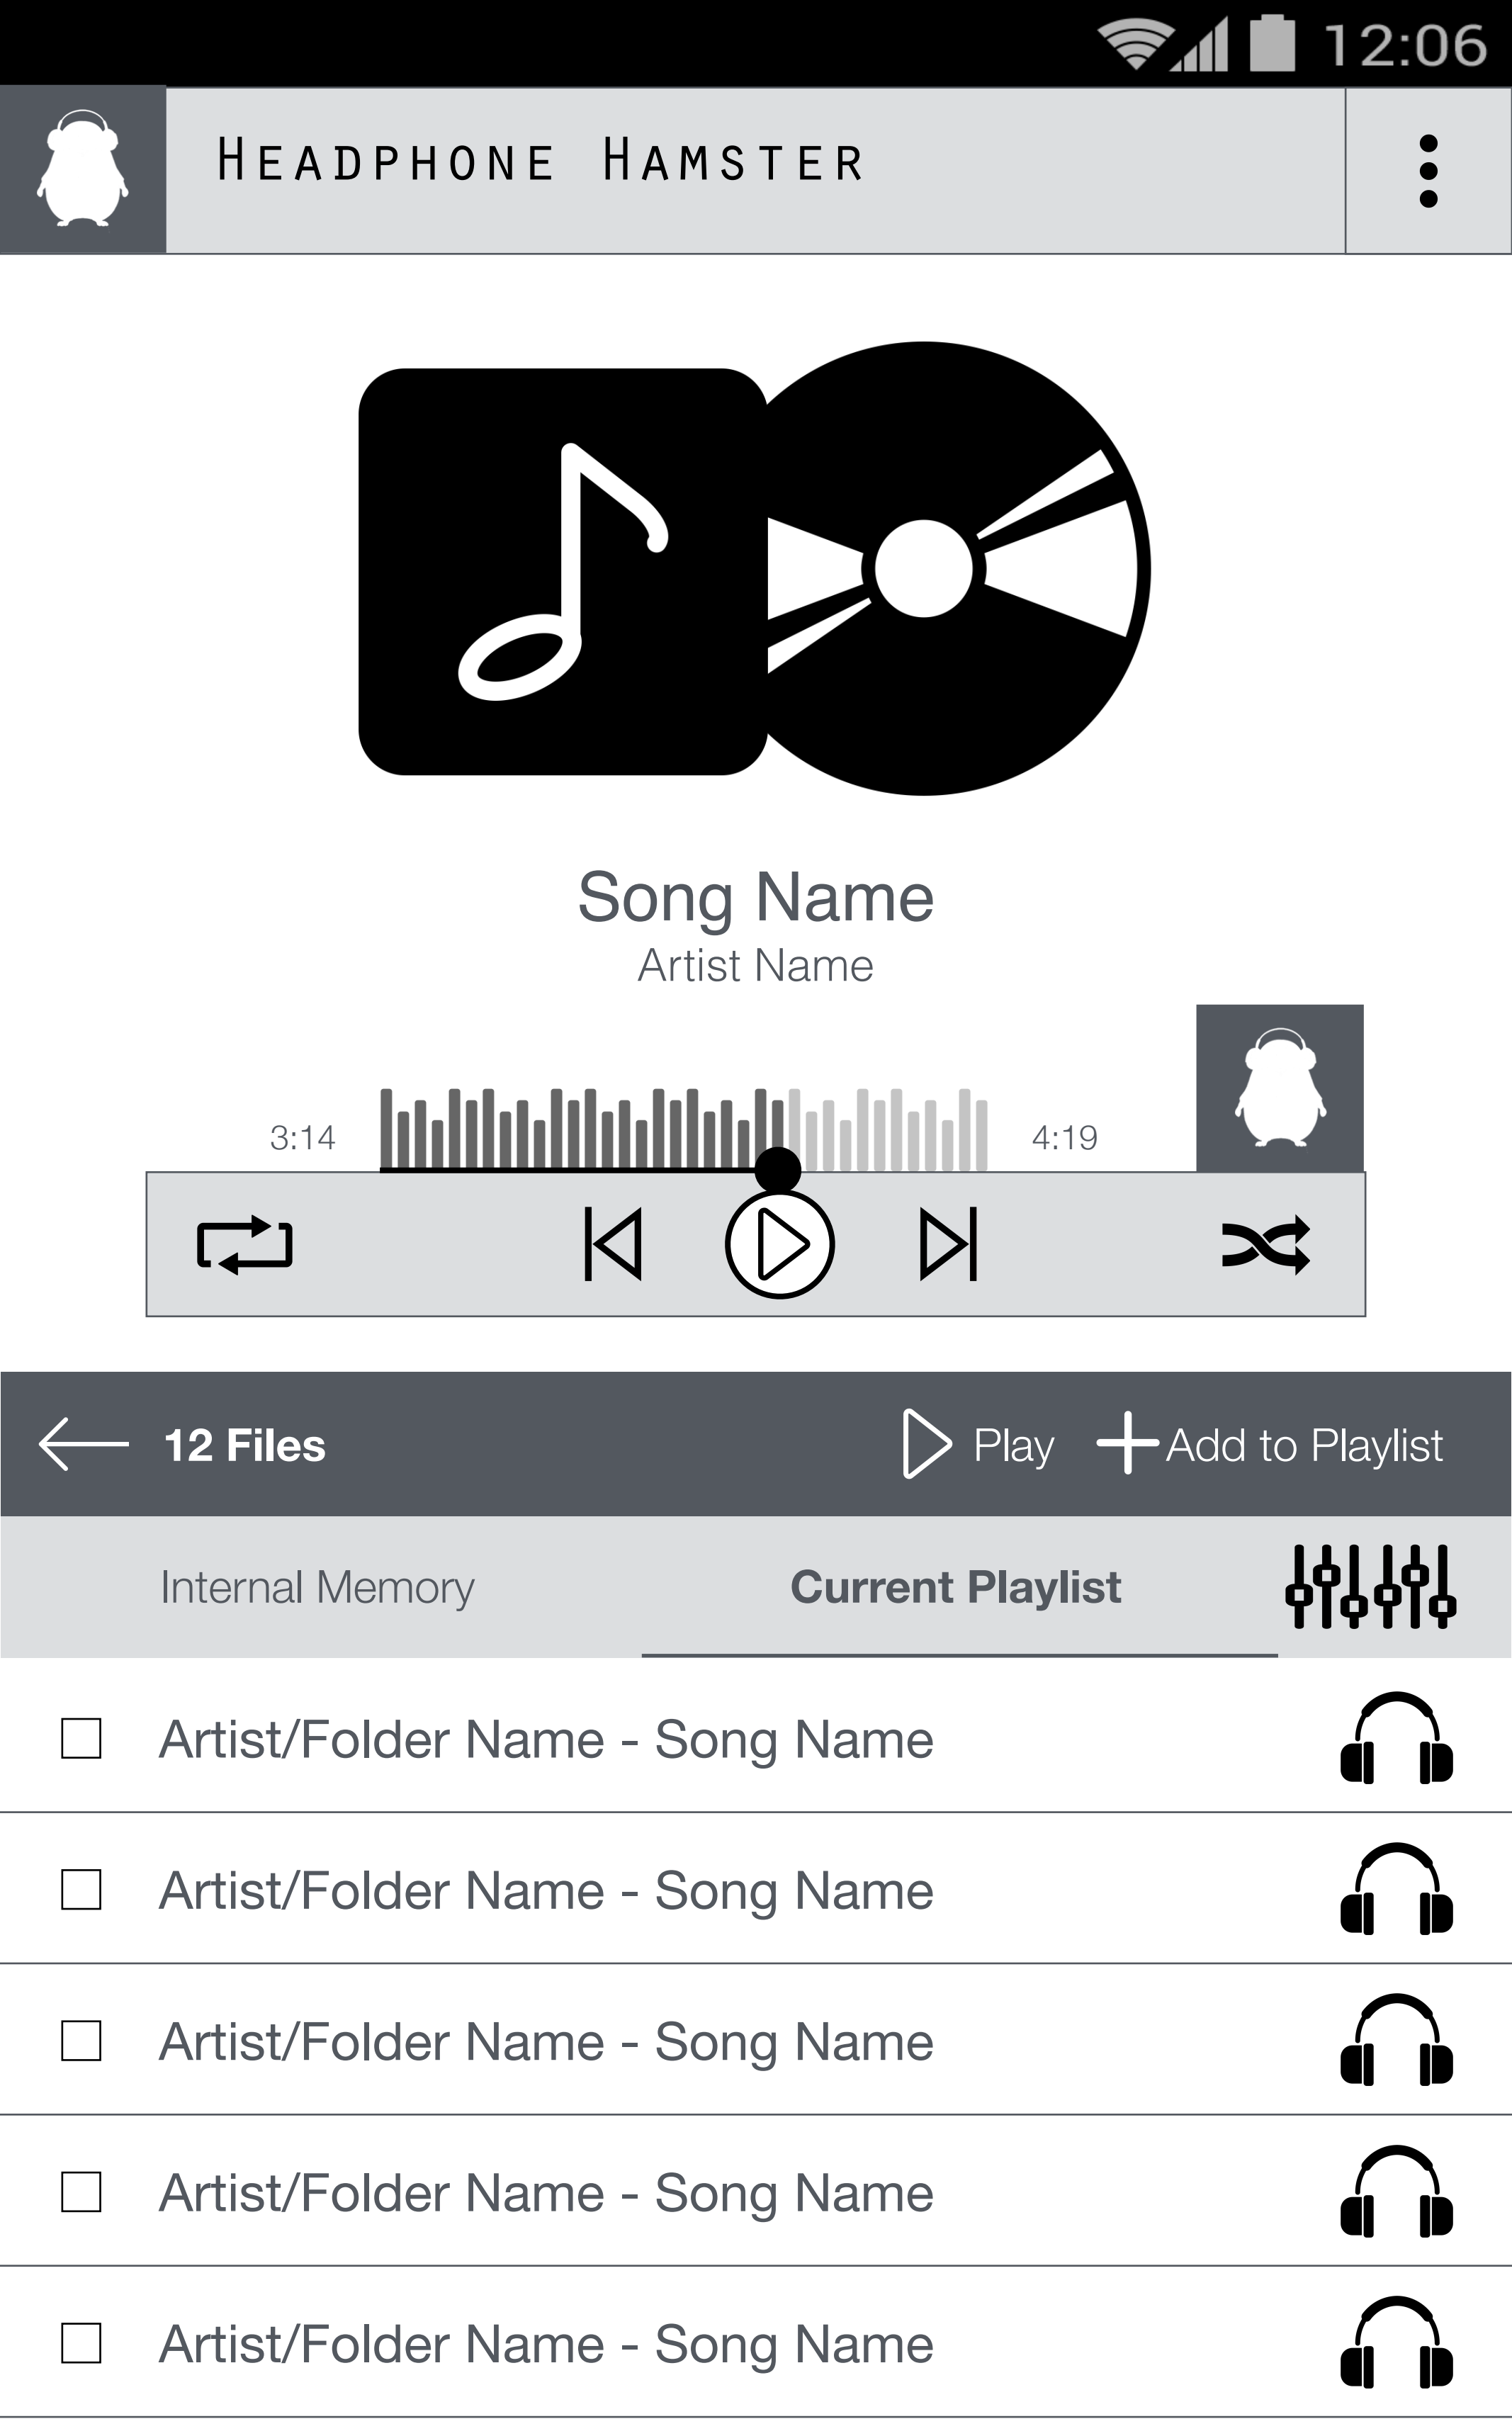 12:06
Headphone Hamster
Song Name
Artist Name
3:14 4:19
12 Files Play Add to Playlist
Internal Memory Current Playlist
Artist/Folder Name - Song Name
Artist/Folder Name - Song Name
Artist/Folder Name - Song Name
Artist/Folder Name - Song Name
Artist/Folder Name - Song Name